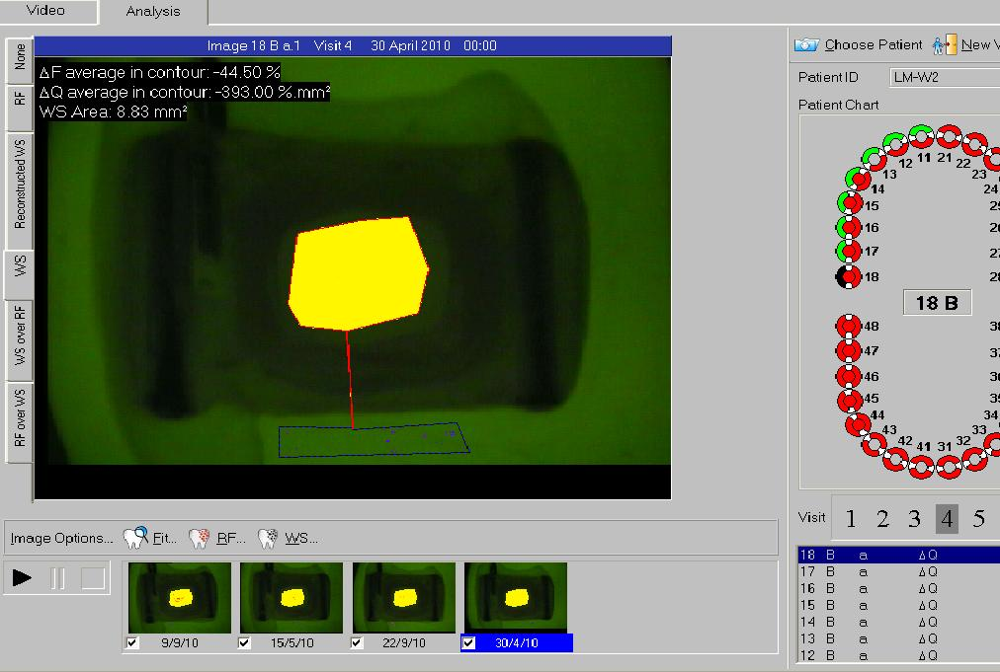 Video
Analysis
None
RF
Reconstructed WS
WS
WS over RF
RF over WS
Image 18 B a.1 Visit 4 30 April 2010 00:00
ΔF average in contour: -44.50 %
ΔQ average in contour: -393.00 %.mm²
WS Area: 8.83 mm²
Image Options... Fit... RF... WS...
9/9/10
15/5/10
22/9/10
30/4/10
Choose Patient New V
Patient ID LM-W2
Patient Chart
11 21
12 22
13 23
14 24
15 25
16 26
17 27
18 28
18 B
48 38
47 37
46 36
45 35
44 34
43 33
42 41 31 32
Visit 1 2 3 4 5
18 B a ΔQ
17 B a ΔQ
16 B a ΔQ
15 B a ΔQ
14 B a ΔQ
13 B a ΔQ
12 B a ΔQ